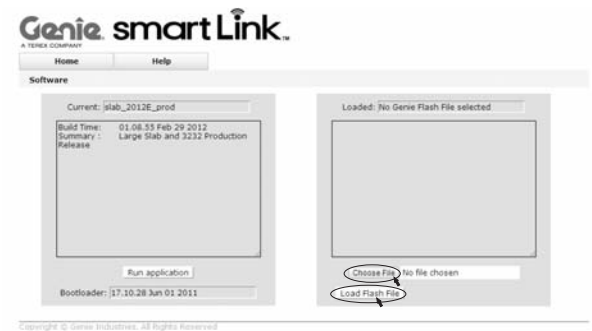 Genie smartLink™
A TEREX COMPANY
Home Help
Software
Current: slab_2012E_prod
Build Time: 01.08.55 Feb 29 2012
Summary : Large Slab and 3232 Production
Release
Run application
Bootloader: 17.10.28 Jun 01 2011
Loaded: No Genie Flash File selected
Choose File No file chosen
Load Flash File
Copyright © Genie Industries. All Rights Reserved